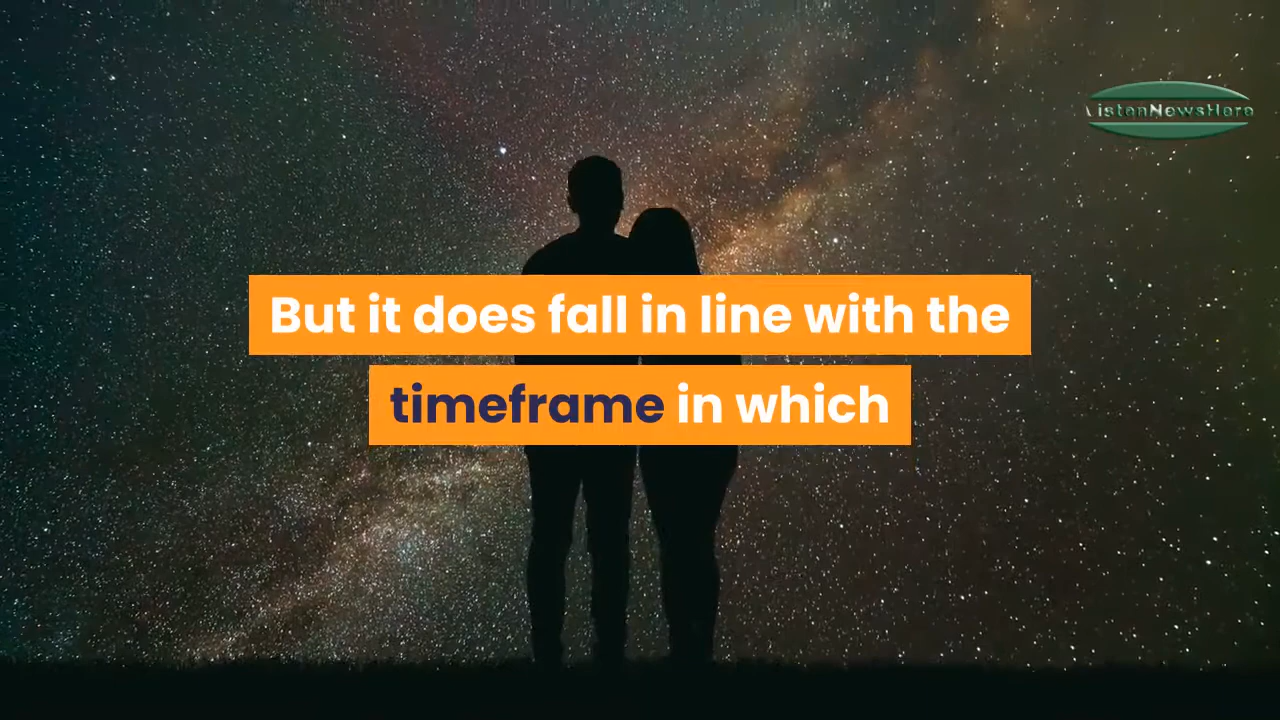 ListenNewsHere
But it does fall in line with the
timeframe in which